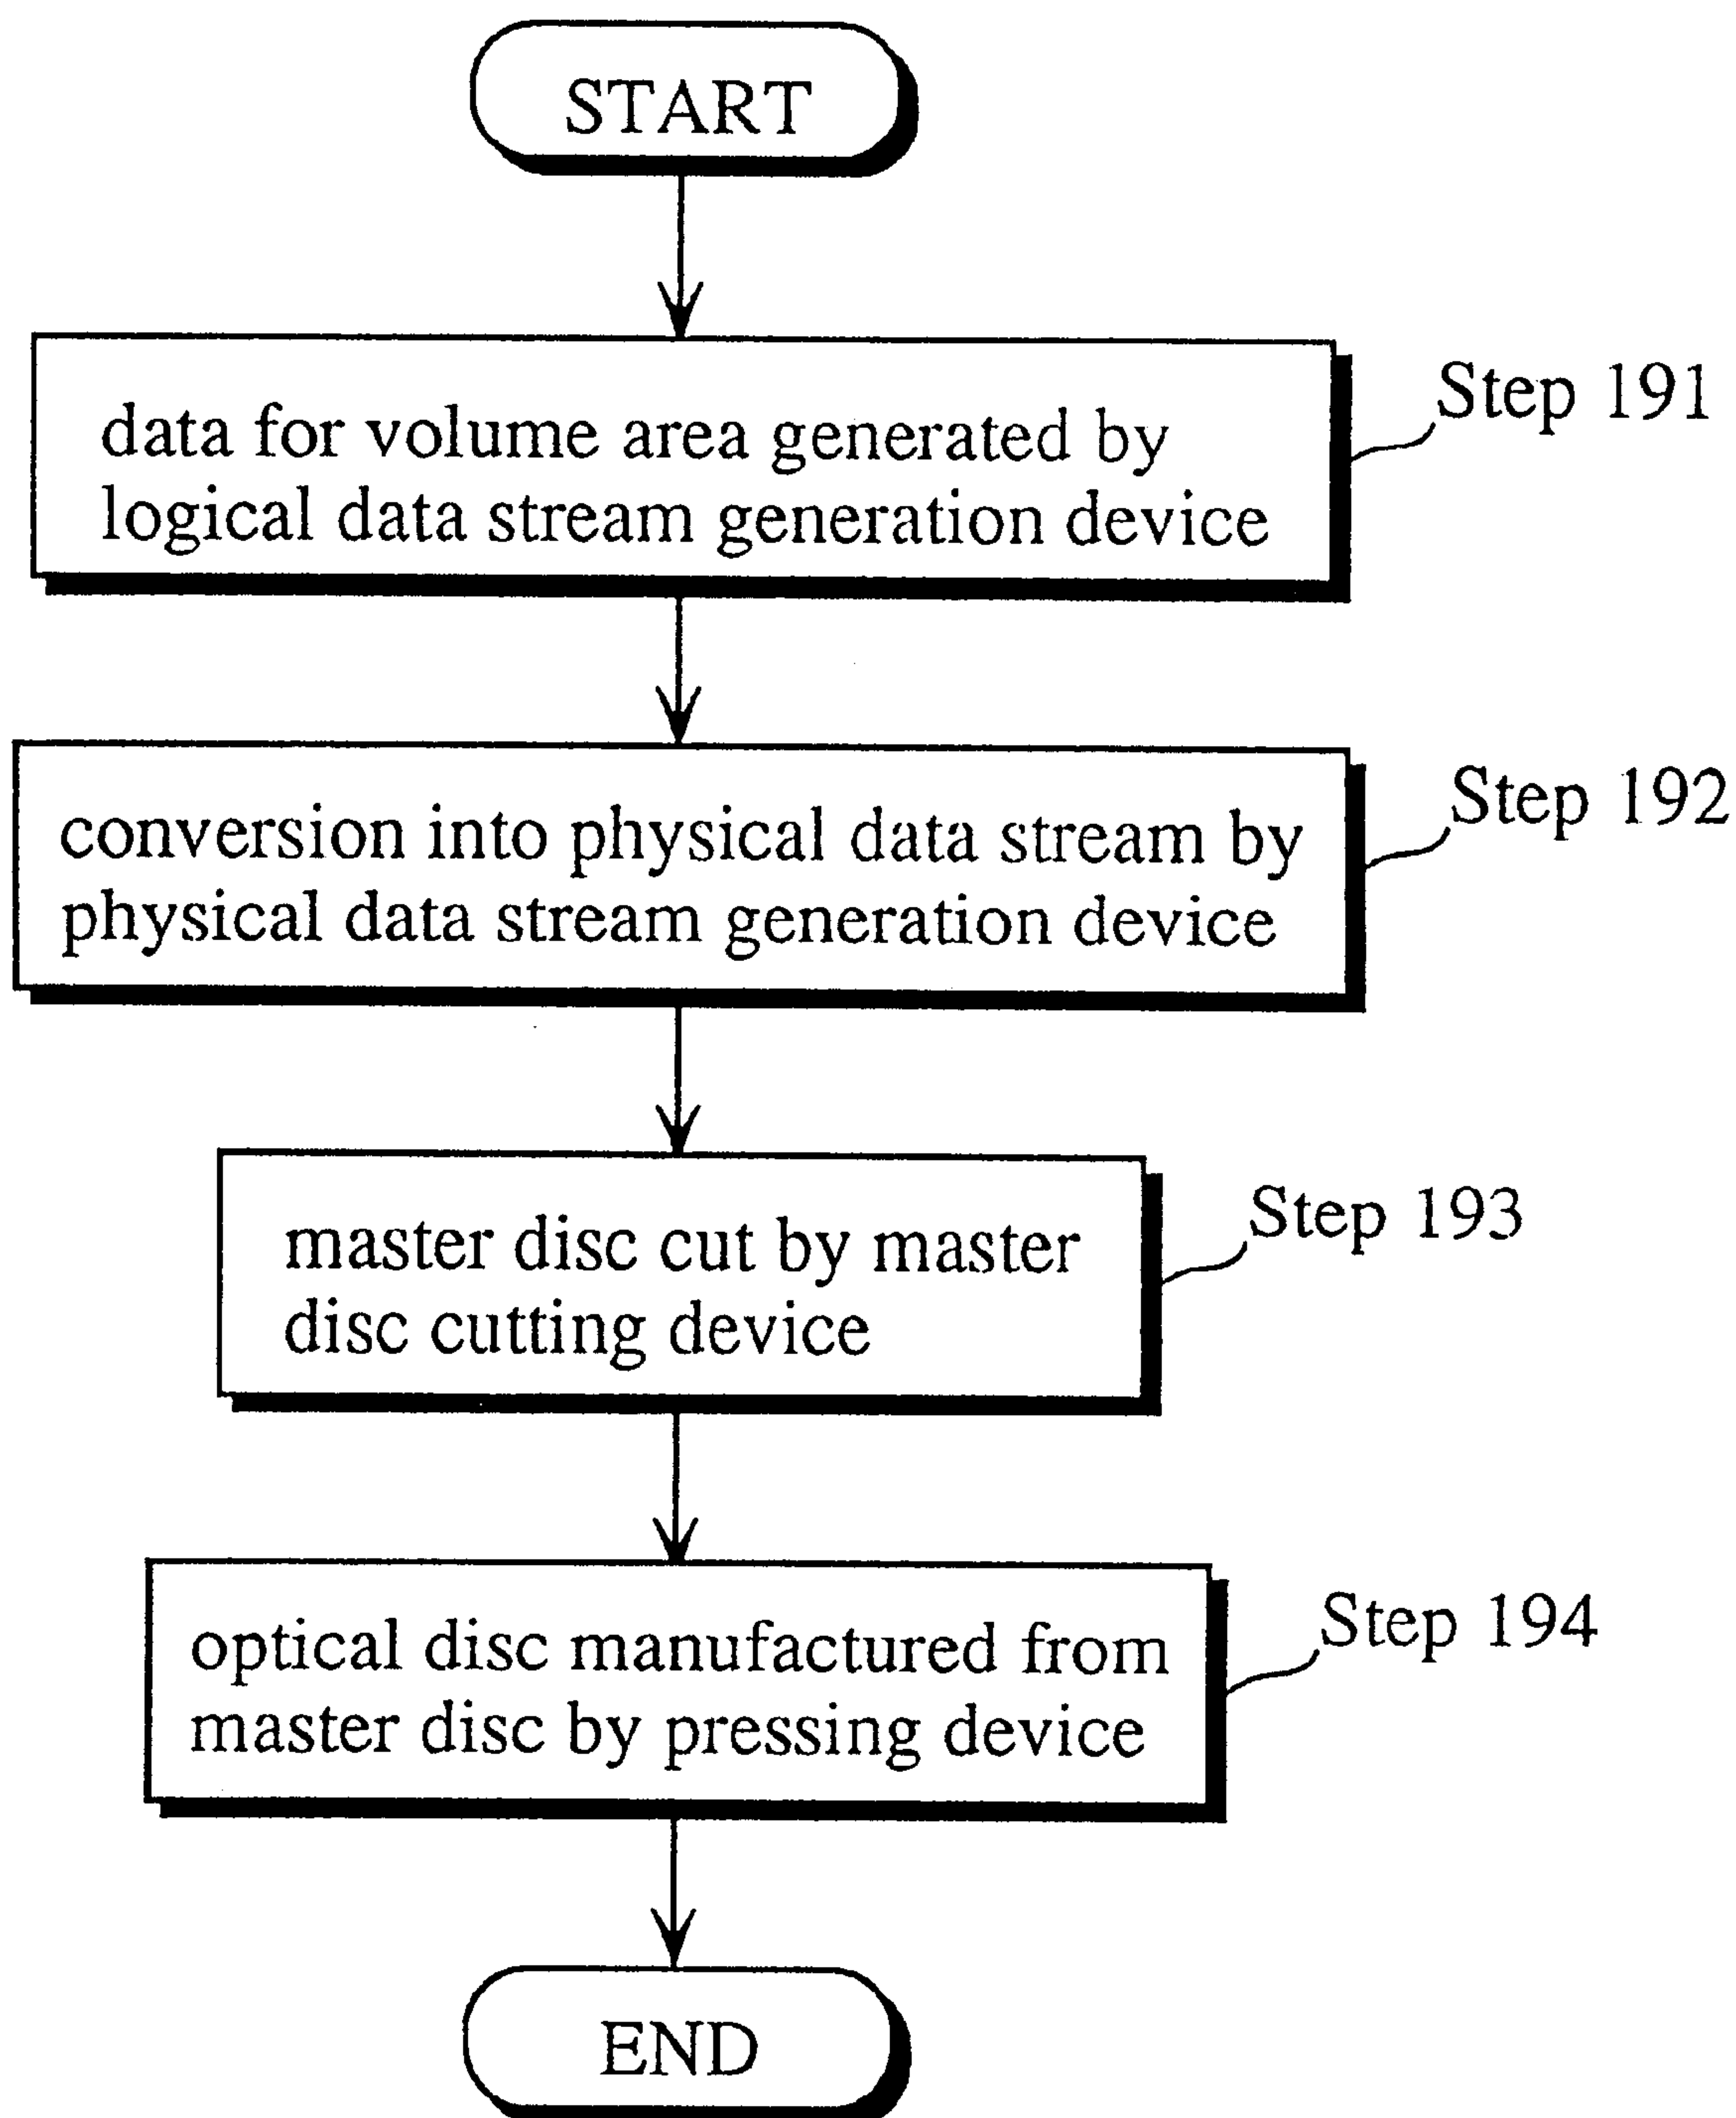 START
data for volume area generated by
logical data stream generation device
Step 191
conversion into physical data stream by
physical data stream generation device
Step 192
master disc cut by master
disc cutting device
Step 193
optical disc manufactured from
master disc by pressing device
Step 194
END